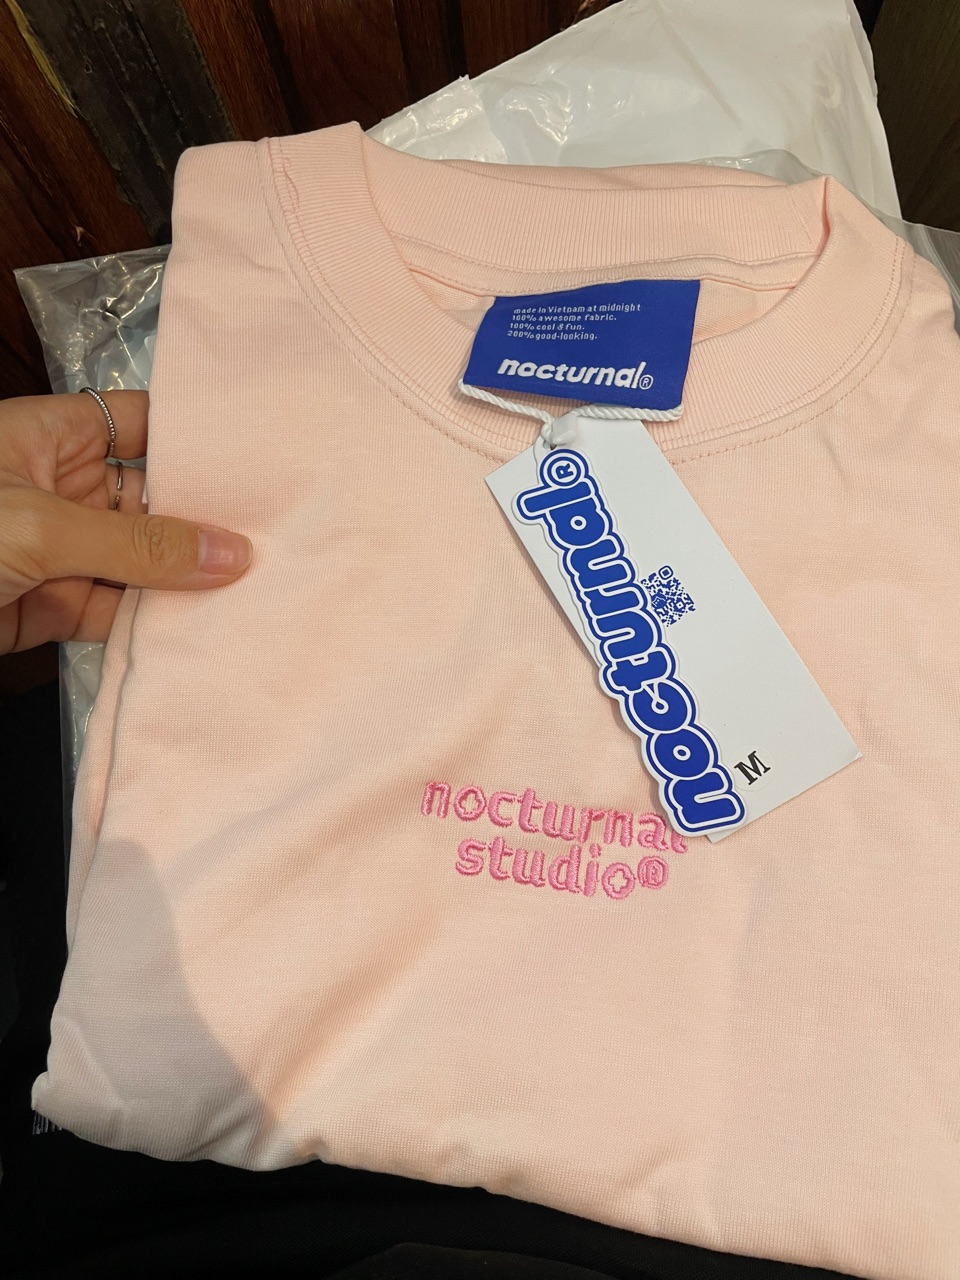 made in Vietnam at midnight
100% awesome fabric.
100% cool & fun.
200% good-looking.
nocturnal®
nocturnal®
M
nocturnal
studio®